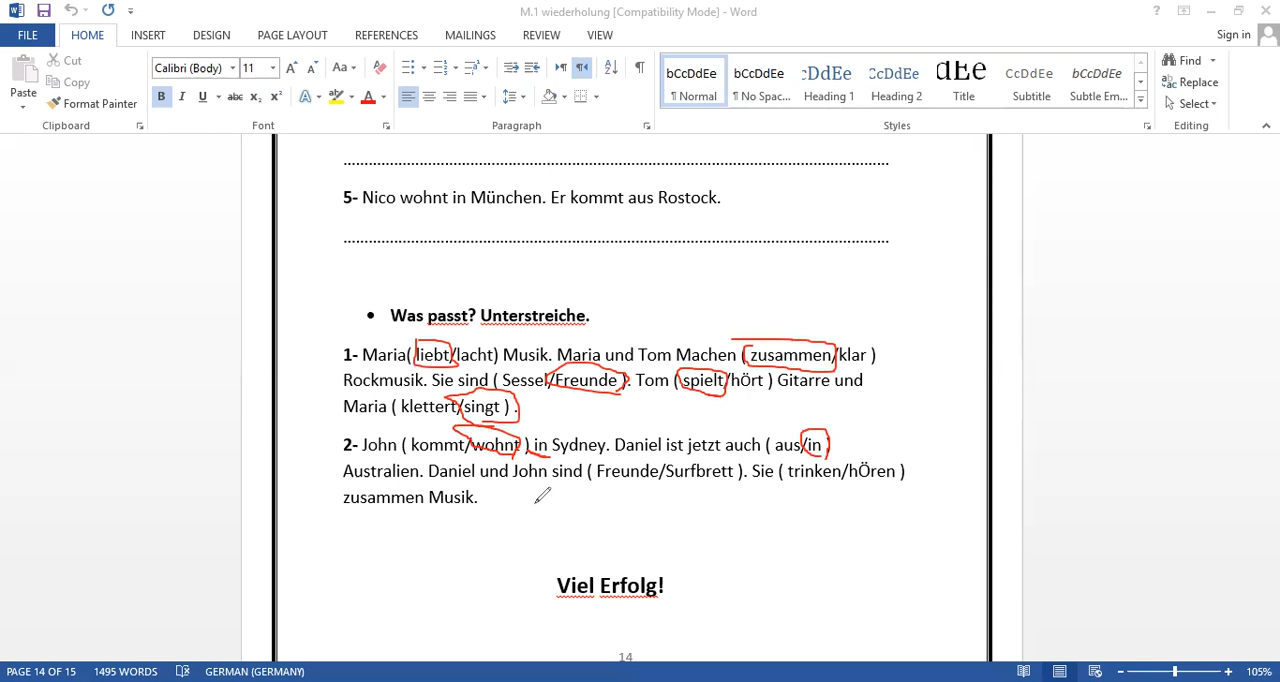 M.1 wiederholung [Compatibility Mode] - Word
FILE HOME INSERT DESIGN PAGE LAYOUT REFERENCES MAILINGS REVIEW VIEW Sign in
Paste
Cut
Copy
Format Painter
Clipboard
Calibri (Body) 11
Font
Paragraph
bCcDdEe bCcDdEe CcDdEe CcDdEe dEe CcDdEe bCcDdEe
¶ Normal ¶ No Spac... Heading 1 Heading 2 Title Subtitle Subtle Em...
Styles
Find
Replace
Select
Editing
5- Nico wohnt in München. Er kommt aus Rostock.
• Was passt? Unterstreiche.
1- Maria( liebt/lacht) Musik. Maria und Tom Machen ( zusammen/klar )
Rockmusik. Sie sind ( Sessel/Freunde ). Tom ( spielt/hÖrt ) Gitarre und
Maria ( klettert/singt ) .
2- John ( kommt/wohnt ) in Sydney. Daniel ist jetzt auch ( aus/in )
Australien. Daniel und John sind ( Freunde/Surfbrett ). Sie ( trinken/hÖren )
zusammen Musik.
Viel Erfolg!
14
PAGE 14 OF 15 1495 WORDS GERMAN (GERMANY) 105%